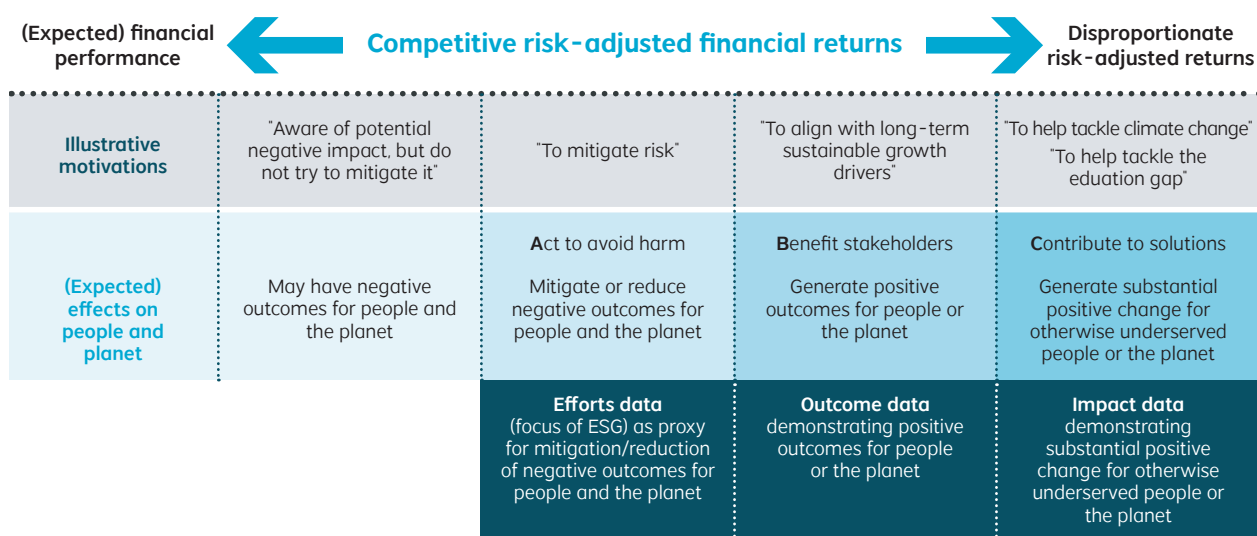 (Expected) financial
performance
Competitive risk-adjusted financial returns
Disproportionate
risk-adjusted returns
Illustrative
motivations
"Aware of potential
negative impact, but do
not try to mitigate it"
"To mitigate risk"
"To align with long-term
sustainable growth
drivers"
"To help tackle climate change"
"To help tackle the
eduation gap"
(Expected)
effects on
people and
planet
May have negative
outcomes for people and
the planet
Act to avoid harm
Mitigate or reduce
negative outcomes for
people and the planet
Benefit stakeholders
Generate positive
outcomes for people or
the planet
Contribute to solutions
Generate substantial
positive change for
otherwise underserved
people or the planet
Efforts data
(focus of ESG) as proxy
for mitigation/reduction
of negative outcomes for
people and the planet
Outcome data
demonstrating positive
outcomes for people
or the planet
Impact data
demonstrating
substantial positive
change for otherwise
underserved people or
the planet